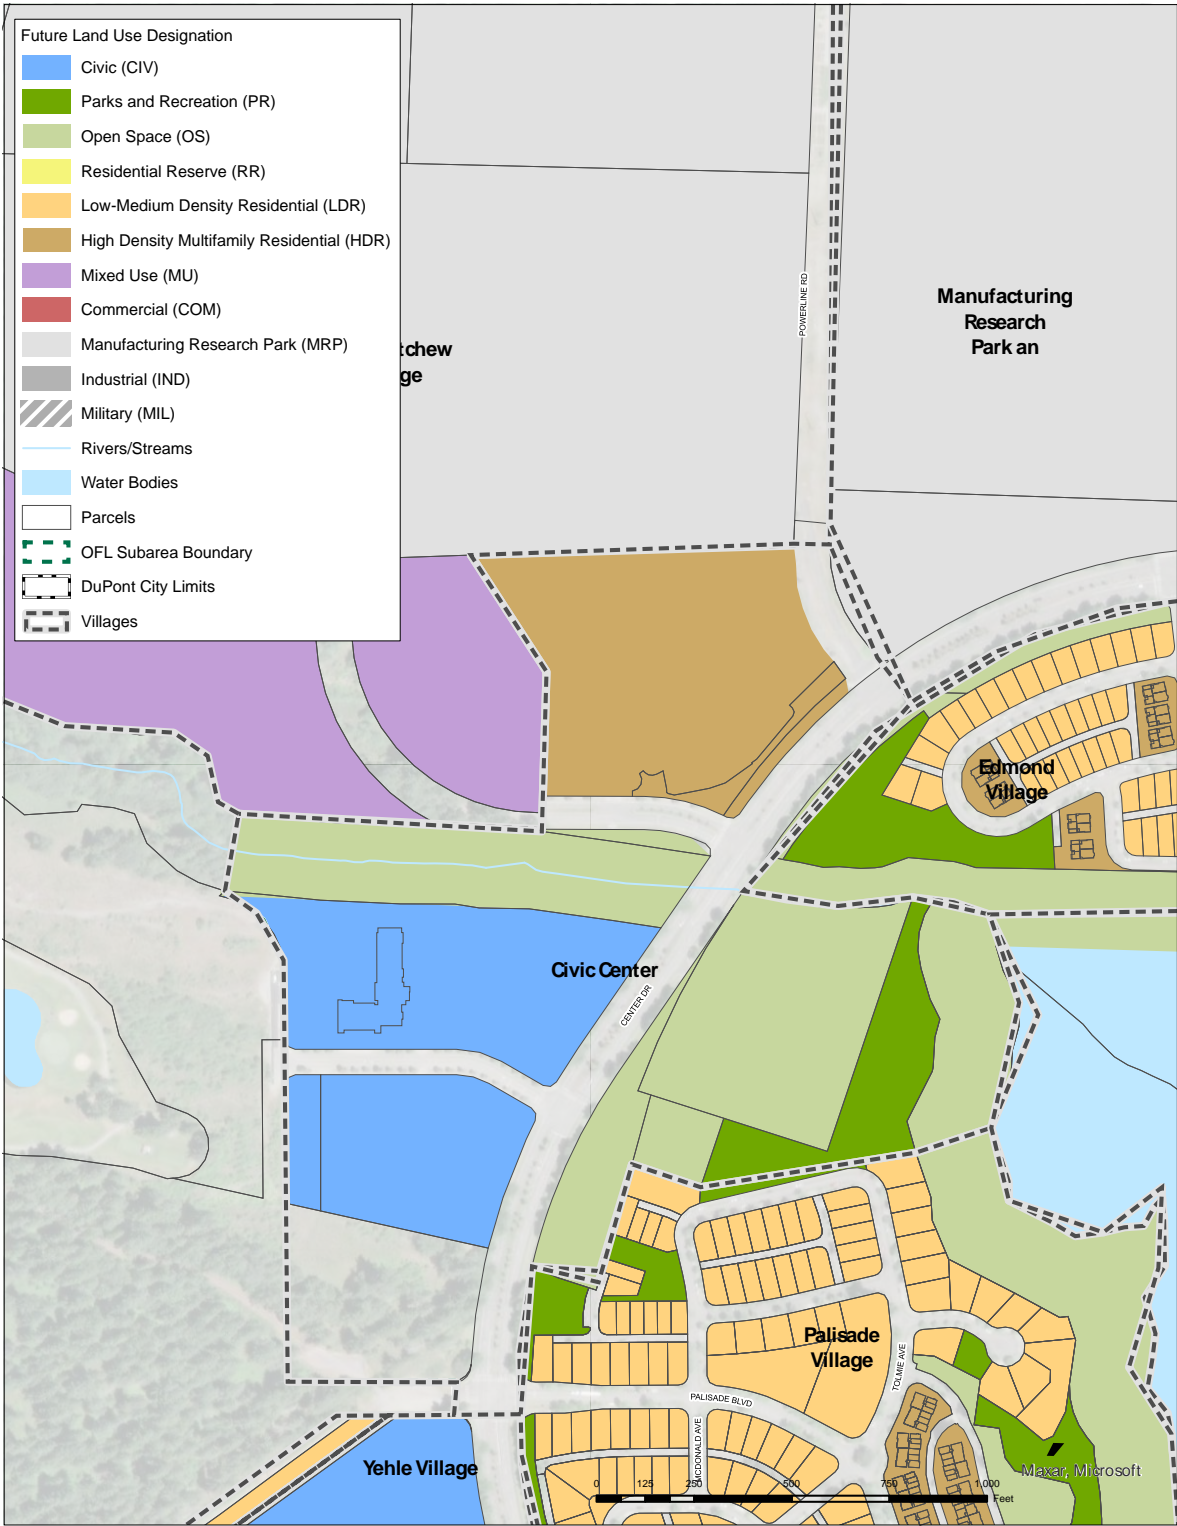 Future Land Use Designation
Civic (CIV)
Parks and Recreation (PR)
Open Space (OS)
Residential Reserve (RR)
Low-Medium Density Residential (LDR)
High Density Multifamily Residential (HDR)
Mixed Use (MU)
Commercial (COM)
Manufacturing Research Park (MRP)
Industrial (IND)
Military (MIL)
Rivers/Streams
Water Bodies
Parcels
OFL Subarea Boundary
DuPont City Limits
Villages
tchew
ge
POWERLINE RD
Manufacturing
Research
Park an
Edmond
Village
Civic Center
CENTER DR
Palisade
Village
TOLMIE AVE
PALISADE BLVD
MCDONALD AVE
Yehle Village
Maxar, Microsoft
0 125 250 500 750 1,000
Feet